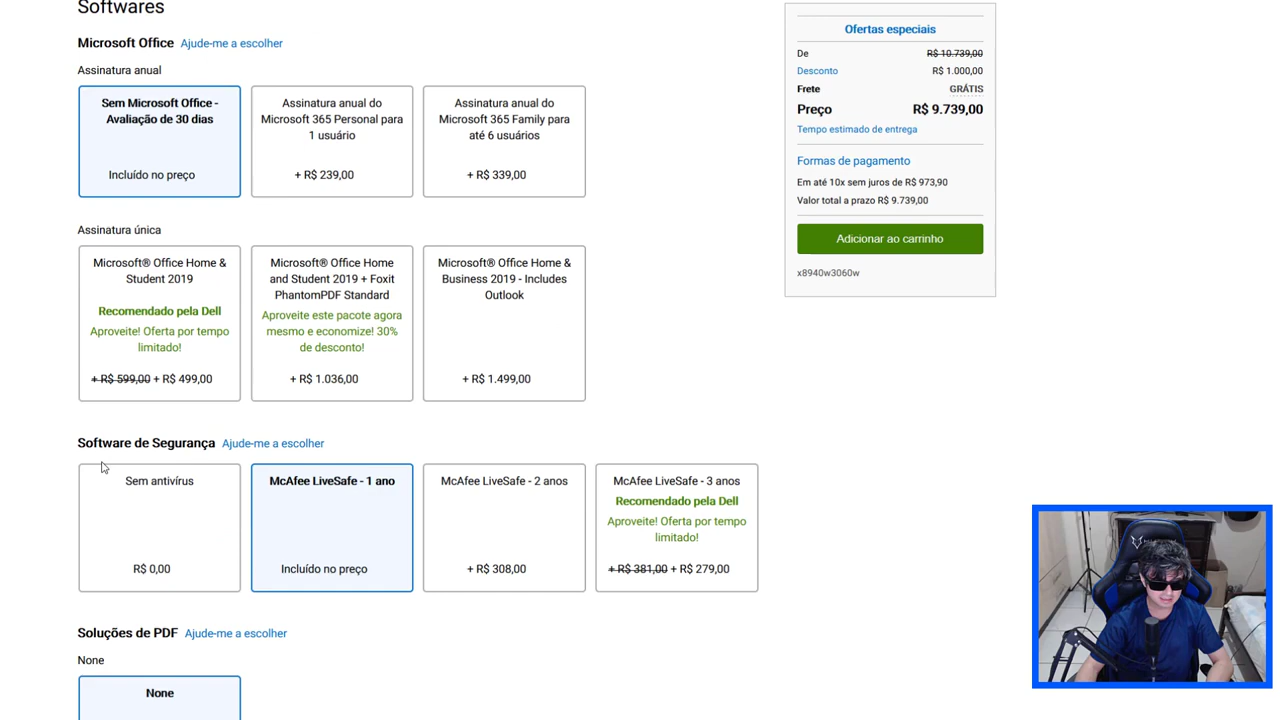 Softwares
Microsoft Office Ajude-me a escolher
Assinatura anual
Sem Microsoft Office -
Avaliação de 30 dias
Incluído no preço
Assinatura anual do
Microsoft 365 Personal para
1 usuário
+ R$ 239,00
Assinatura anual do
Microsoft 365 Family para
até 6 usuários
+ R$ 339,00
Assinatura única
Microsoft® Office Home &
Student 2019
Recomendado pela Dell
Aproveite! Oferta por tempo
limitado!
+ R$ 599,00 + R$ 499,00
Microsoft® Office Home
and Student 2019 + Foxit
PhantomPDF Standard
Aproveite este pacote agora
mesmo e economize! 30%
de desconto!
+ R$ 1.036,00
Microsoft® Office Home &
Business 2019 - Includes
Outlook
+ R$ 1.499,00
Software de Segurança Ajude-me a escolher
Sem antivírus
R$ 0,00
McAfee LiveSafe - 1 ano
Incluído no preço
McAfee LiveSafe - 2 anos
+ R$ 308,00
McAfee LiveSafe - 3 anos
Recomendado pela Dell
Aproveite! Oferta por tempo
limitado!
+ R$ 381,00 + R$ 279,00
Soluções de PDF Ajude-me a escolher
None
None
Ofertas especiais
De R$ 10.739,00
Desconto R$ 1.000,00
Frete GRÁTIS
Preço R$ 9.739,00
Tempo estimado de entrega
Formas de pagamento
Em até 10x sem juros de R$ 973,90
Valor total a prazo R$ 9.739,00
Adicionar ao carrinho
x8940w3060w